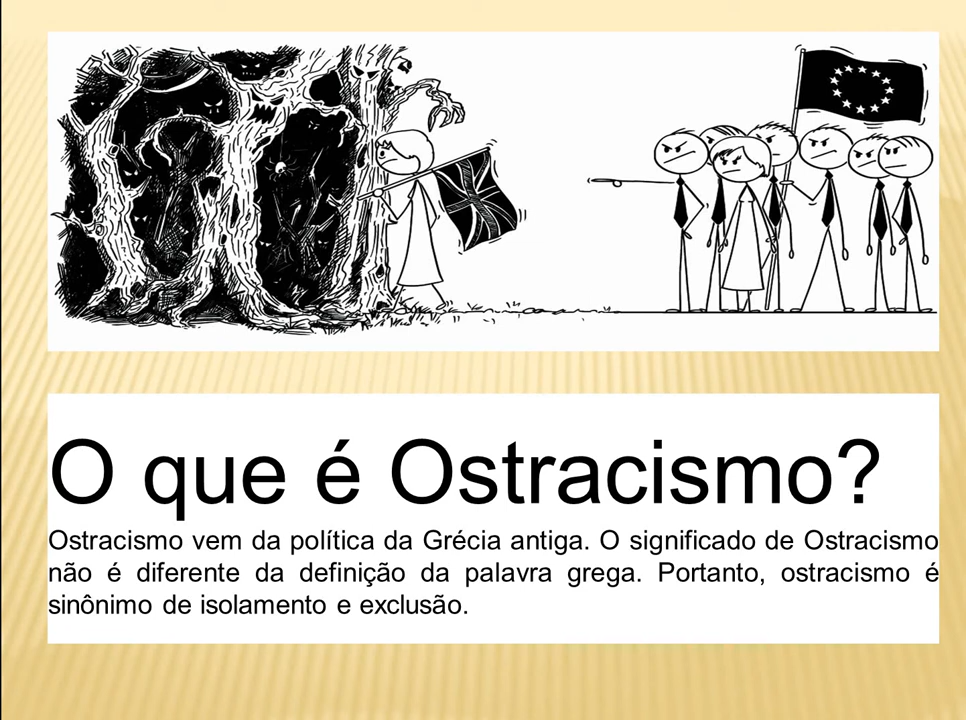 O que é Ostracismo?
Ostracismo vem da política da Grécia antiga. O significado de Ostracismo
não é diferente da definição da palavra grega. Portanto, ostracismo é
sinônimo de isolamento e exclusão.